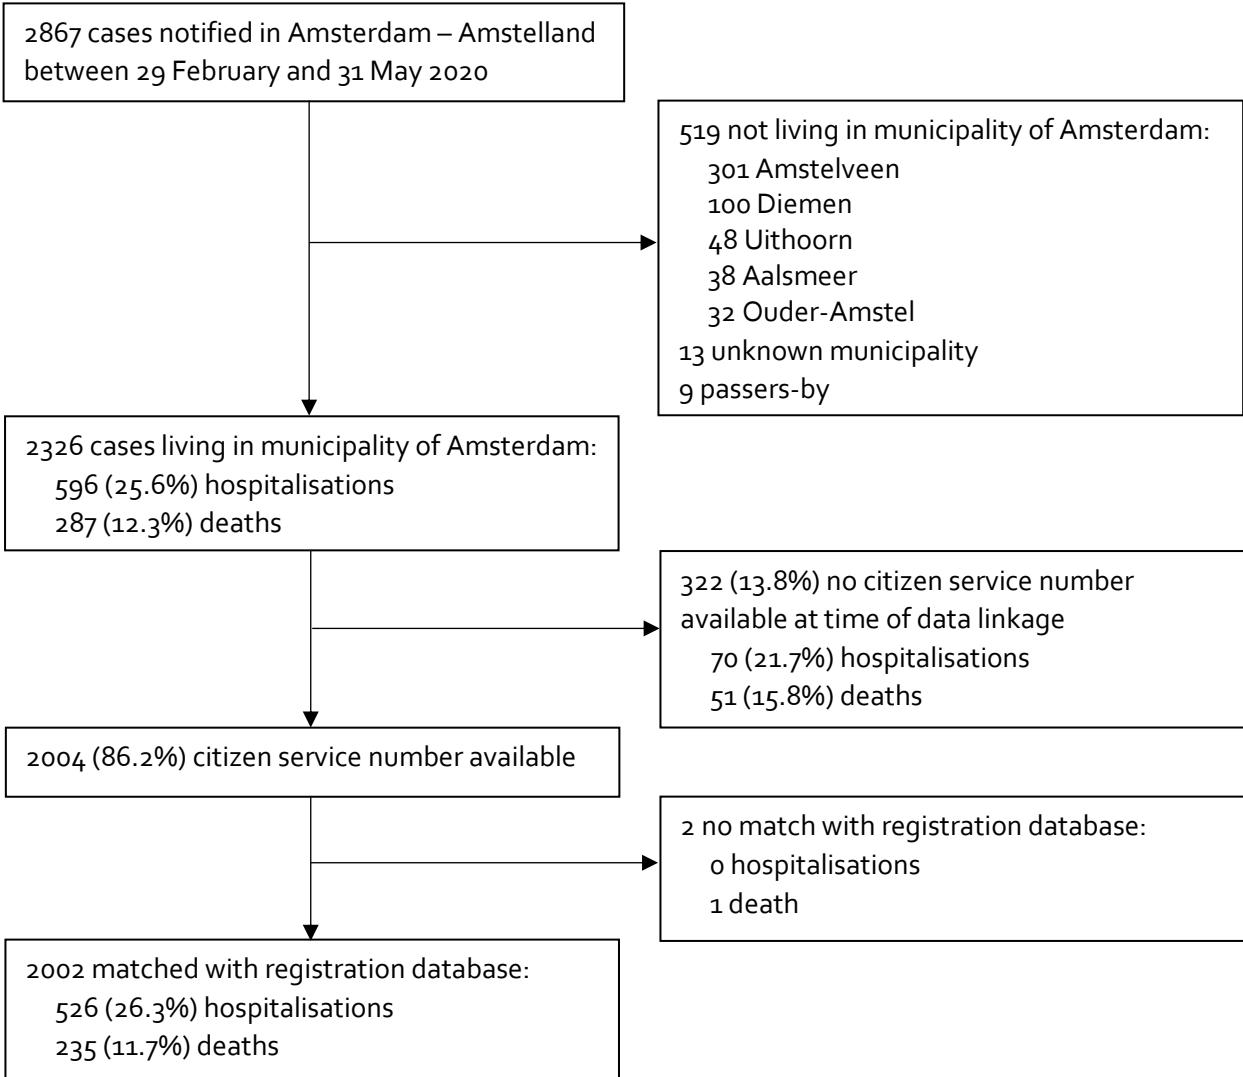 2867 cases notified in Amsterdam – Amstelland
between 29 February and 31 May 2020
519 not living in municipality of Amsterdam:
301 Amstelveen
100 Diemen
48 Uithoorn
38 Aalsmeer
32 Ouder-Amstel
13 unknown municipality
9 passers-by
2326 cases living in municipality of Amsterdam:
596 (25.6%) hospitalisations
287 (12.3%) deaths
322 (13.8%) no citizen service number
available at time of data linkage
70 (21.7%) hospitalisations
51 (15.8%) deaths
2004 (86.2%) citizen service number available
2 no match with registration database:
0 hospitalisations
1 death
2002 matched with registration database:
526 (26.3%) hospitalisations
235 (11.7%) deaths